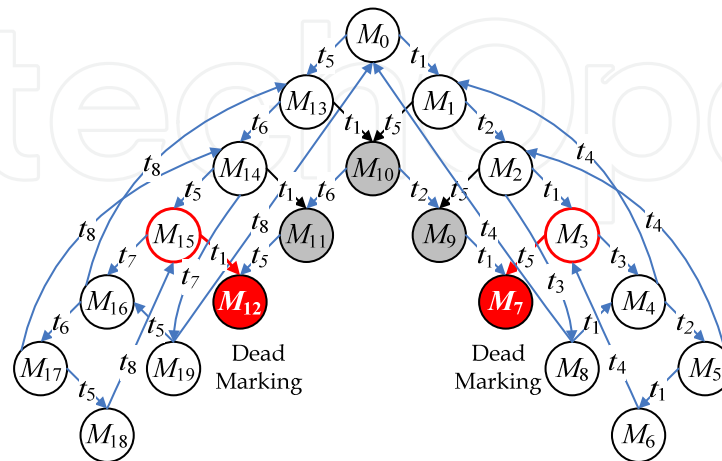 techOpe
M0
t5 t1
M13 M1
t6 t1 t5 t2
t8 M14 M10 M2 t4
t5 t1 t6 t2 t5 t1
t8 M15 t8 M11 M9 t4 M3 t4
t7 t1 t7 t5 t1 t5 t3 t3
M16 M12 M7 M4
t6 t5 t1 t2
M17 t8 M19 Dead Marking Dead Marking M8 t4 M5
t5 t1
M18 M6